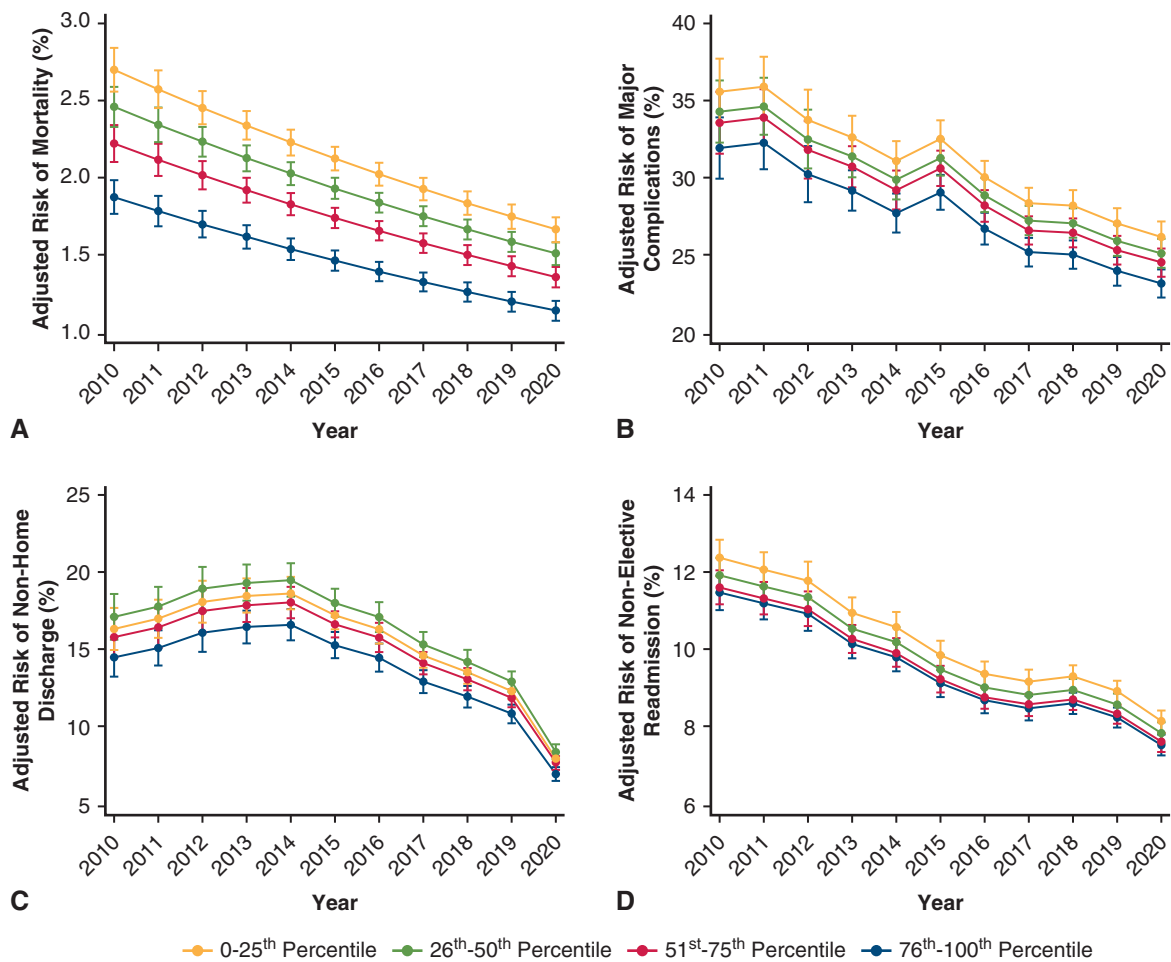 Adjusted Risk of Mortality (%)
3.0
2.5
2.0
1.5
1.0
2010 2011 2012 2013 2014 2015 2016 2017 2018 2019 2020
A
Year
Adjusted Risk of Major
Complications (%)
40
35
30
25
20
2010 2011 2012 2013 2014 2015 2016 2017 2018 2019 2020
B
Year
Adjusted Risk of Non-Home
Discharge (%)
25
20
15
10
5
2010 2011 2012 2013 2014 2015 2016 2017 2018 2019 2020
C
Year
Adjusted Risk of Non-Elective
Readmission (%)
14
12
10
8
6
2010 2011 2012 2013 2014 2015 2016 2017 2018 2019 2020
D
Year
0-25th Percentile 26th-50th Percentile 51st-75th Percentile 76th-100th Percentile